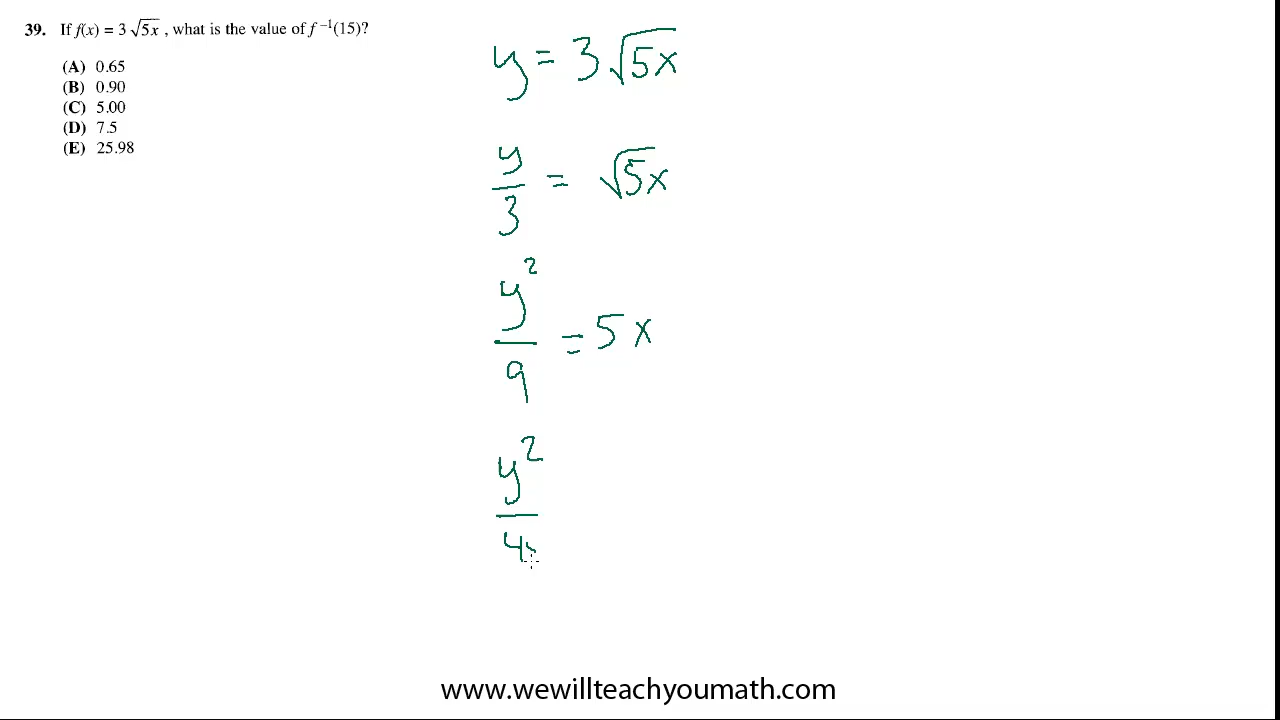 39. If f(x) = 3√5x , what is the value of f⁻¹(15)?
(A) 0.65
(B) 0.90
(C) 5.00
(D) 7.5
(E) 25.98
y = 3√5x
y/3 = √5x
y²/9 = 5x
y²/4
www.wewillteachyoumath.com